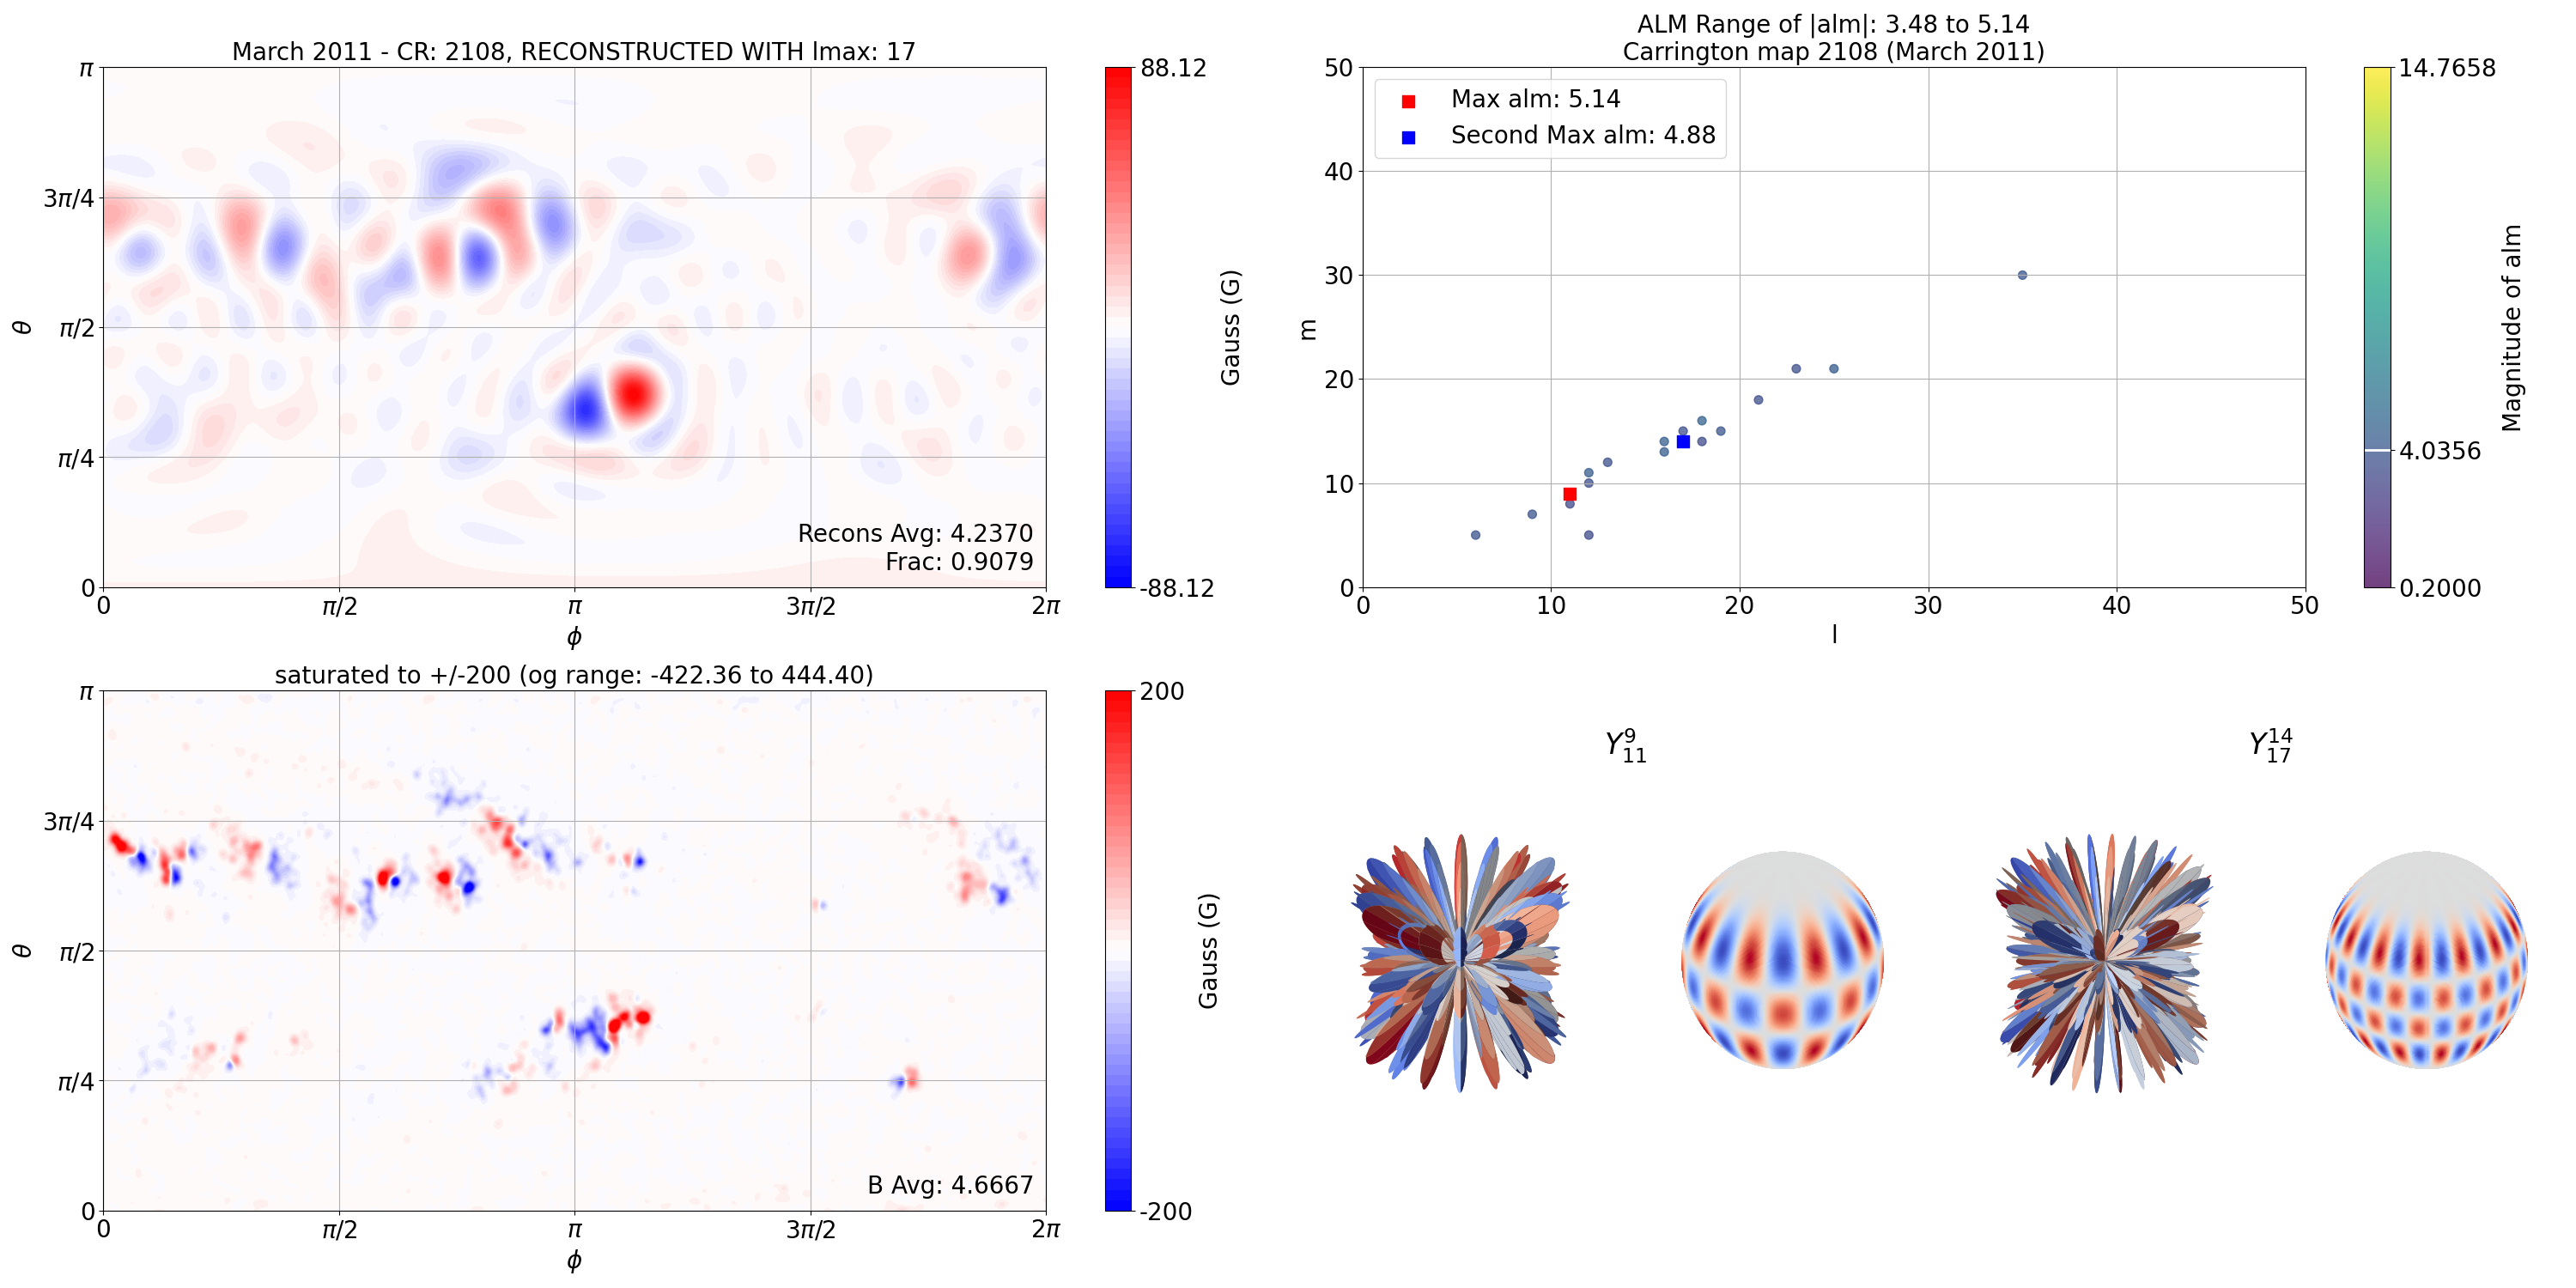 March 2011 - CR: 2108, RECONSTRUCTED WITH lmax: 17
π
3π/4
π/2
π/4
0
θ
0
π/2
π
3π/2
2π
ϕ
Recons Avg: 4.2370
Frac: 0.9079
88.12
-88.12
Gauss (G)
ALM Range of |alm|: 3.48 to 5.14
Carrington map 2108 (March 2011)
Max alm: 5.14
Second Max alm: 4.88
50
40
30
20
10
0
m
0
10
20
30
40
50
l
14.7658
4.0356
0.2000
Magnitude of alm
saturated to +/-200 (og range: -422.36 to 444.40)
π
3π/4
π/2
π/4
0
θ
0
π/2
π
3π/2
2π
ϕ
B Avg: 4.6667
200
-200
Gauss (G)
Y₁₁⁹
Y₁₇¹⁴